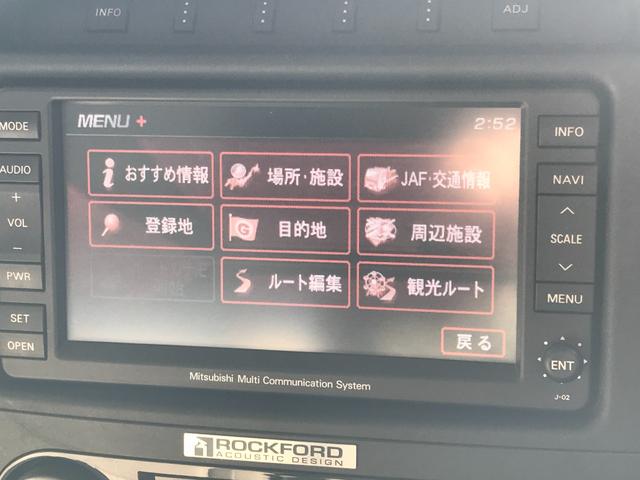 INFO
ADJ
MENU +
2:52
MODE
AUDIO
+
VOL
−
PWR
SET
OPEN
おすすめ情報
場所・施設
JAF・交通情報
登録地
目的地
周辺施設
ルート編集
観光ルート
戻る
INFO
NAVI
SCALE
MENU
ENT
J-02
Mitsubishi Multi Communication System
ROCKFORD
ACOUSTIC DESIGN